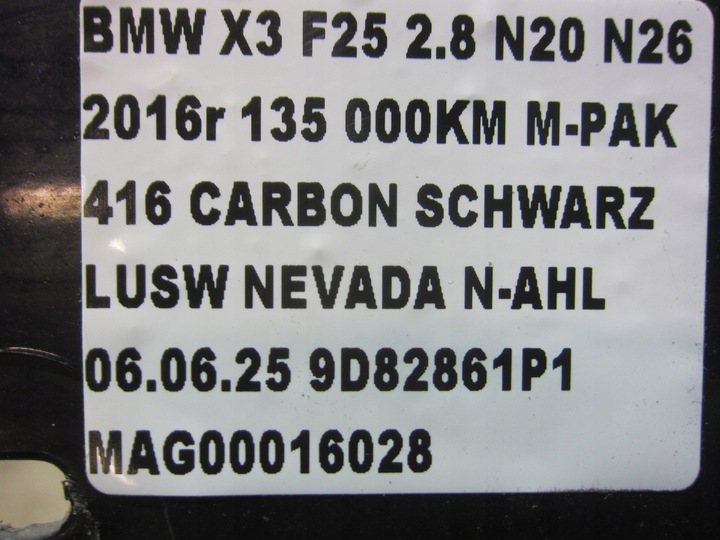 BMW X3 F25 2.8 N20 N26
2016r 135 000KM M-PAK
416 CARBON SCHWARZ
LUSW NEVADA N-AHL
06.06.25 9D82861P1
MAG00016028